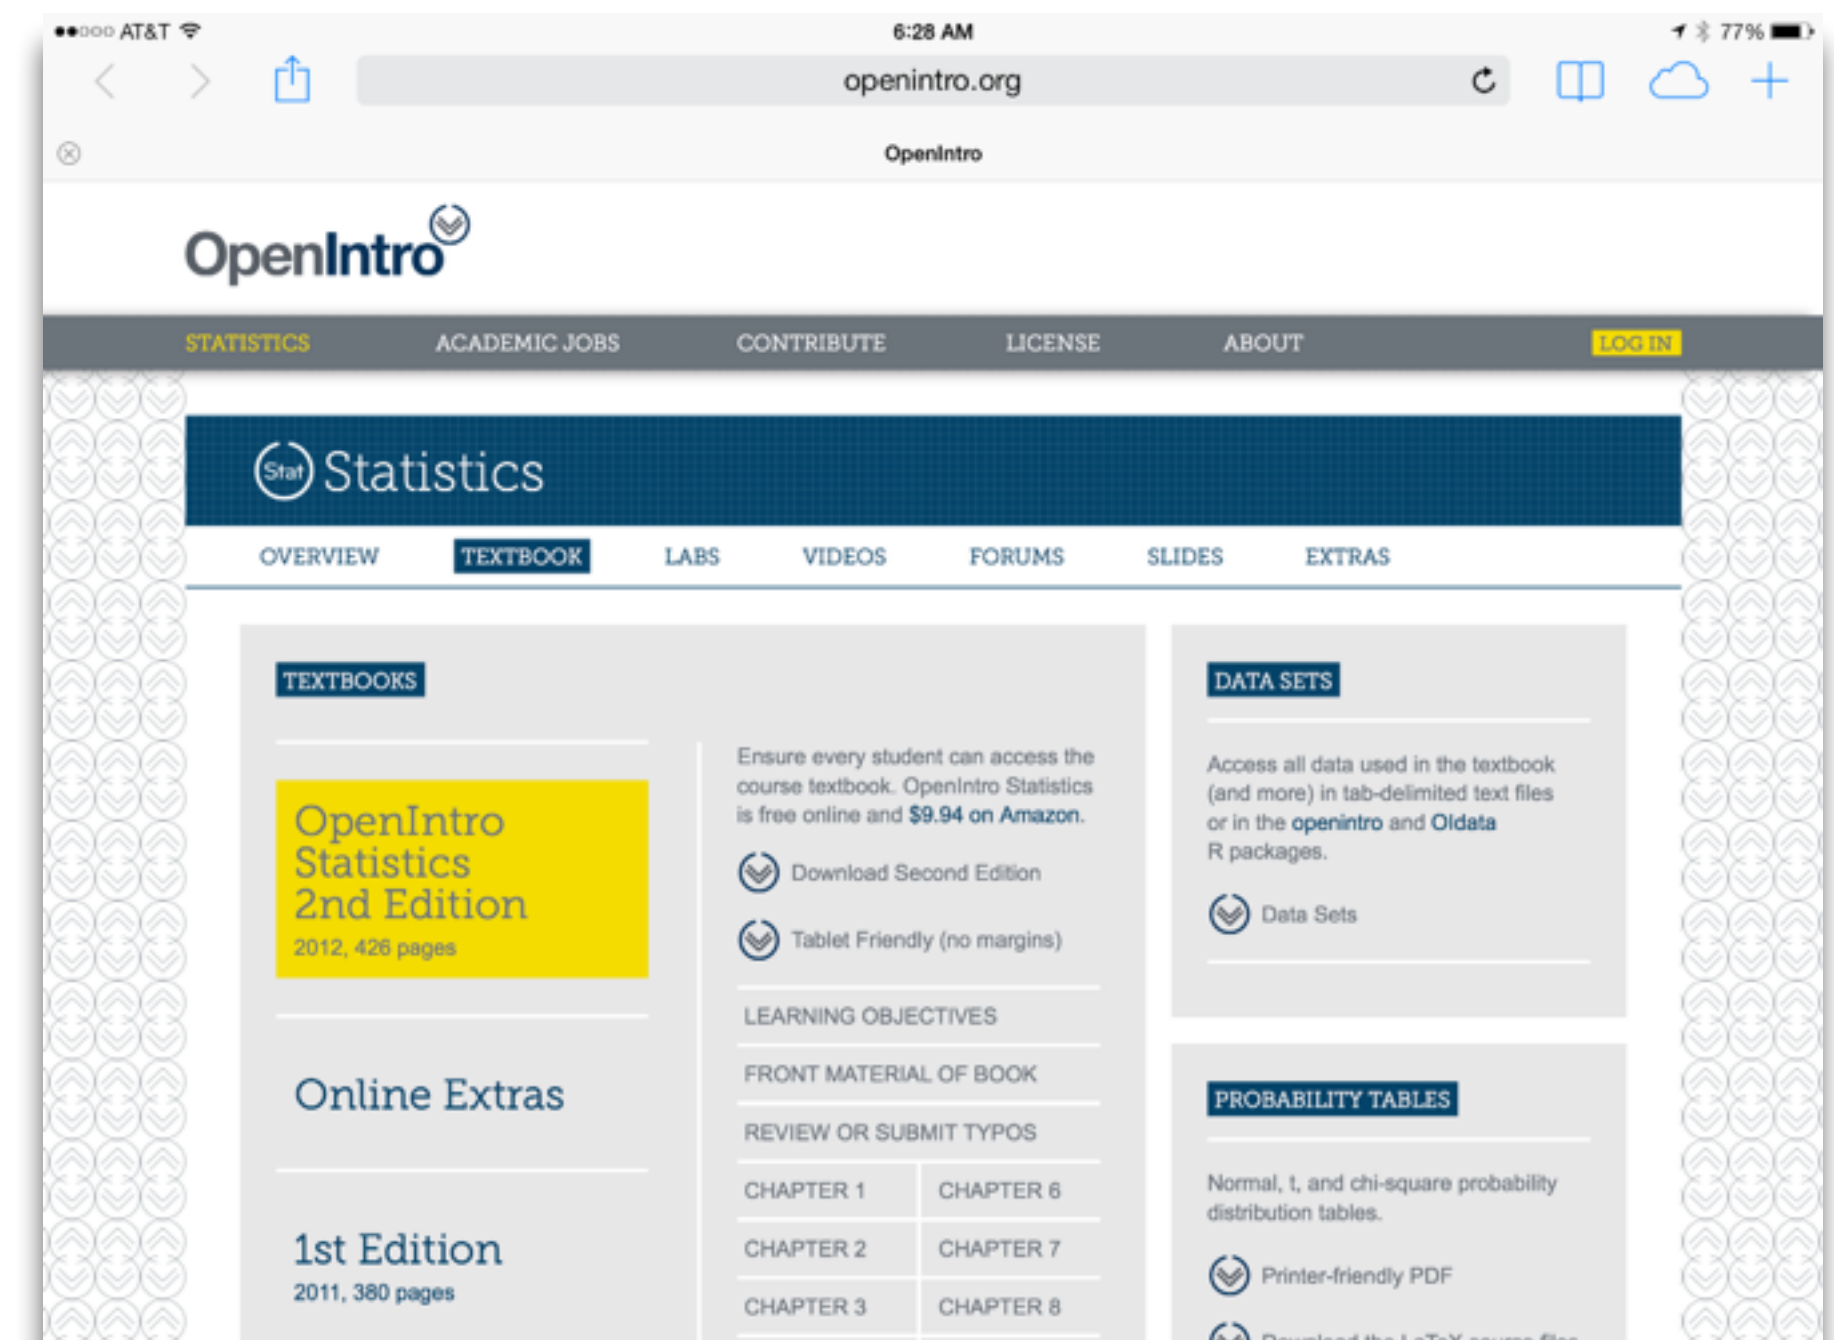 AT&T 6:28 AM 77%
openintro.org
OpenIntro
OpenIntro
STATISTICS ACADEMIC JOBS CONTRIBUTE LICENSE ABOUT LOG IN
Stat Statistics
OVERVIEW TEXTBOOK LABS VIDEOS FORUMS SLIDES EXTRAS
TEXTBOOKS
OpenIntro
Statistics
2nd Edition
2012, 426 pages
Online Extras
1st Edition
2011, 380 pages
Ensure every student can access the
course textbook. OpenIntro Statistics
is free online and $9.94 on Amazon.
Download Second Edition
Tablet Friendly (no margins)
LEARNING OBJECTIVES
FRONT MATERIAL OF BOOK
REVIEW OR SUBMIT TYPOS
CHAPTER 1 CHAPTER 6
CHAPTER 2 CHAPTER 7
CHAPTER 3 CHAPTER 8
DATA SETS
Access all data used in the textbook
(and more) in tab-delimited text files
or in the openintro and OIdata
R packages.
Data Sets
PROBABILITY TABLES
Normal, t, and chi-square probability
distribution tables.
Printer-friendly PDF
Download the LaTeX source files